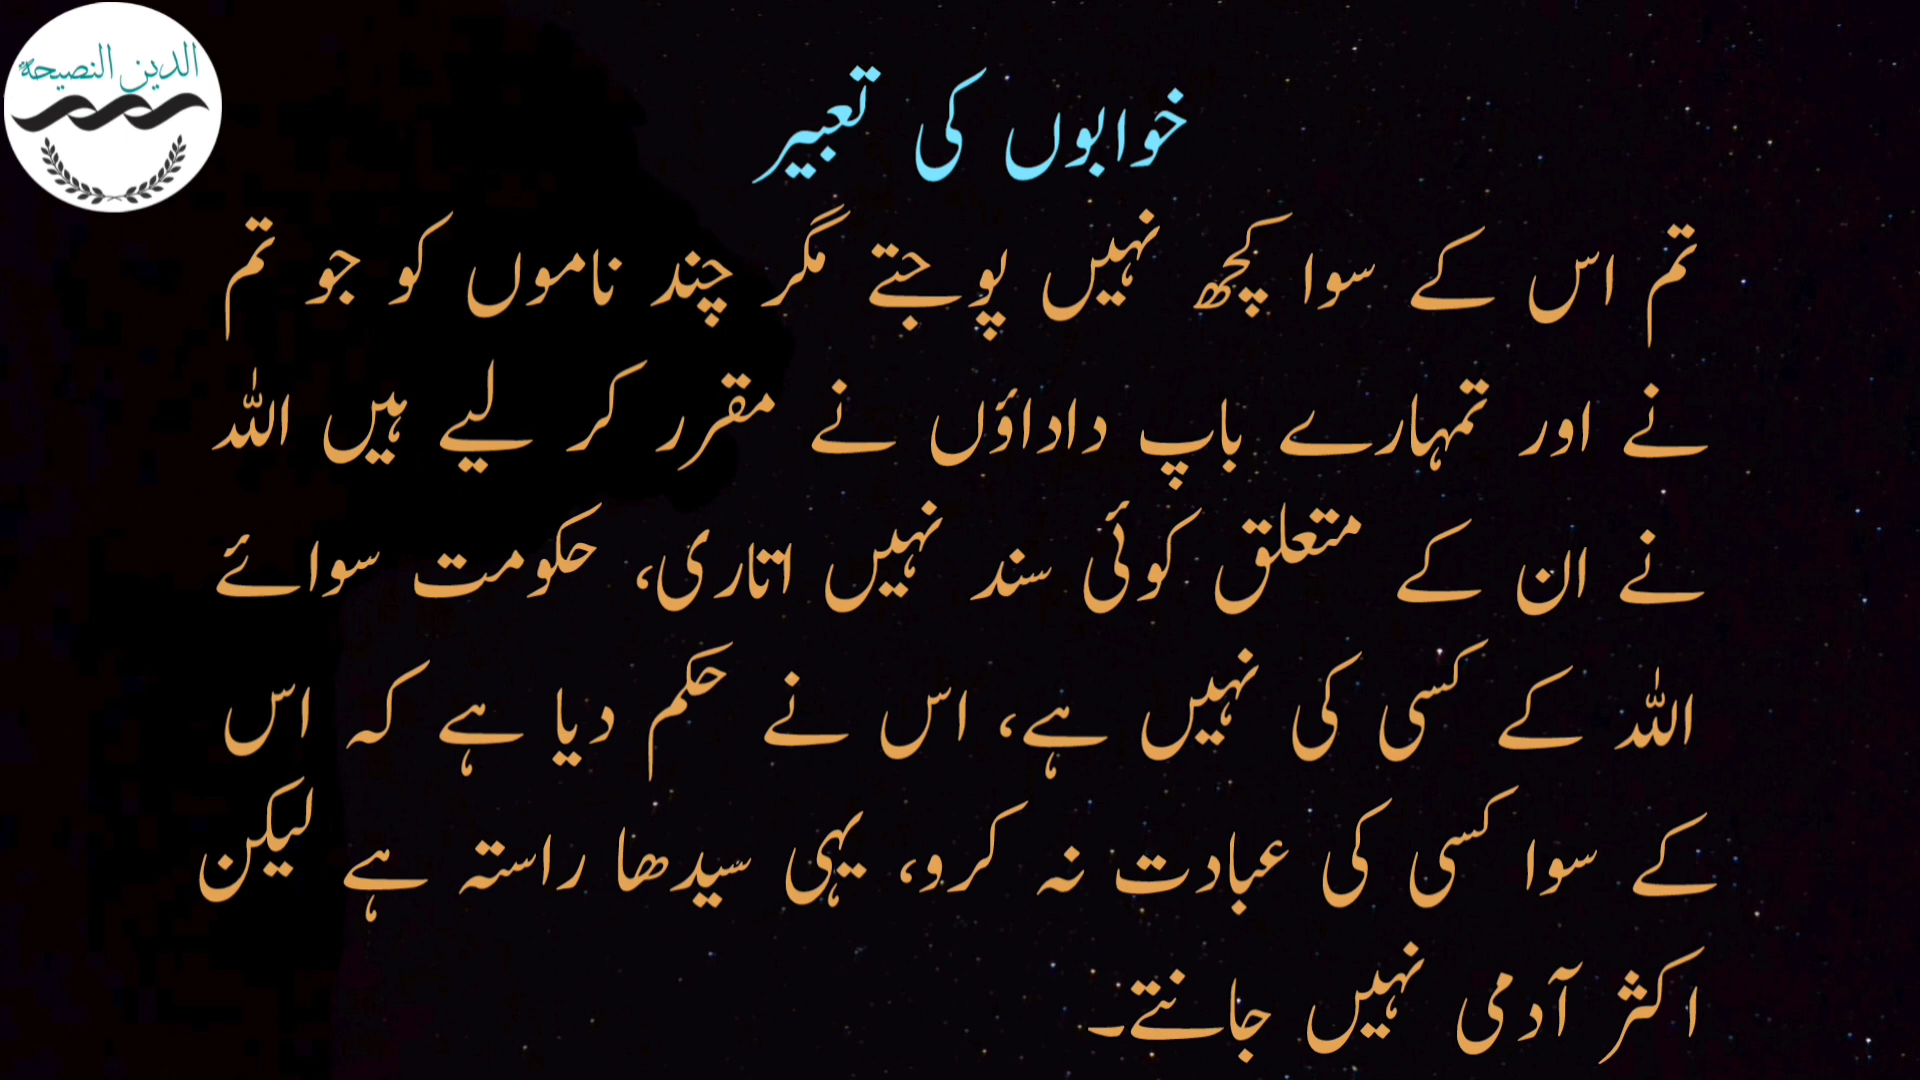 الدین النصیحۃ
خوابوں کی تعبیر
تم اس کے سوا کچھ نہیں پوجتے مگر چند ناموں کو جو تم
نے اور تمہارے باپ داداؤں نے مقرر کر لیے ہیں اللہ
نے ان کے متعلق کوئی سند نہیں اتاری، حکومت سوائے
اللہ کے کسی کی نہیں ہے، اس نے حکم دیا ہے کہ اس
کے سوا کسی کی عبادت نہ کرو، یہی سیدھا راستہ ہے لیکن
اکثر آدمی نہیں جانتے۔